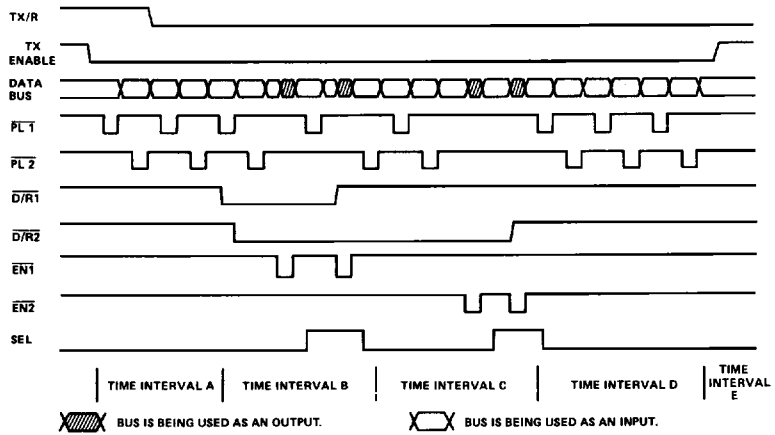 TX/R
TX
ENABLE
DATA
BUS
PL 1
PL 2
D/R1
D/R2
EN1
EN2
SEL
TIME INTERVAL A
TIME INTERVAL B
TIME INTERVAL C
TIME INTERVAL D
TIME
INTERVAL
E
BUS IS BEING USED AS AN OUTPUT.
BUS IS BEING USED AS AN INPUT.